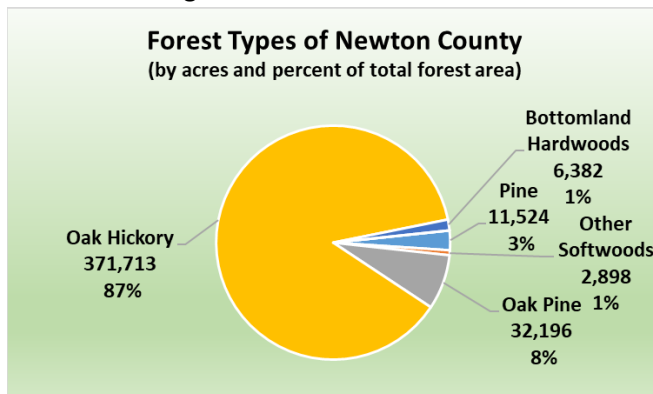 Forest Types of Newton County
(by acres and percent of total forest area)
Bottomland
Hardwoods
6,382
1%
Pine
11,524
3%
Other
Softwoods
2,898
1%
Oak Hickory
371,713
87%
Oak Pine
32,196
8%